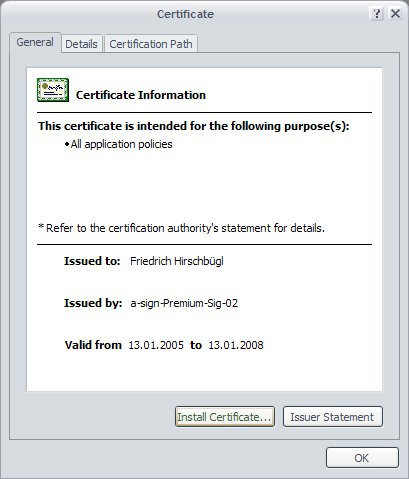 Certificate
General Details Certification Path
Certificate Information
This certificate is intended for the following purpose(s):
•All application policies
* Refer to the certification authority's statement for details.
Issued to: Friedrich Hirschbügl
Issued by: a-sign-Premium-Sig-02
Valid from 13.01.2005 to 13.01.2008
Install Certificate... Issuer Statement
OK